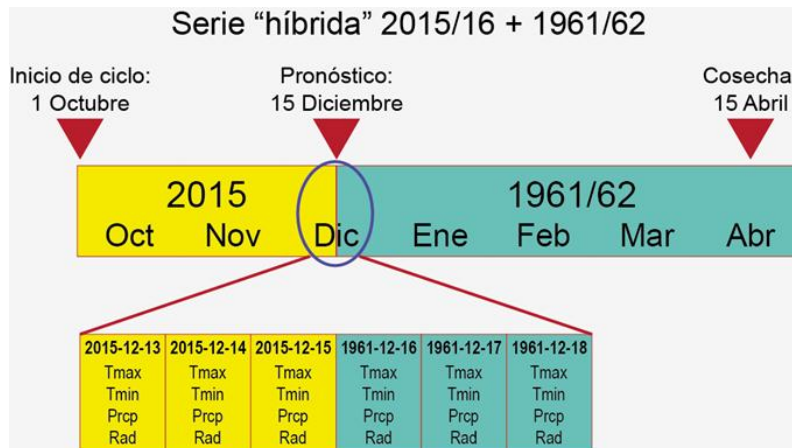 Serie “híbrida” 2015/16 + 1961/62
Inicio de ciclo:
1 Octubre
Pronóstico:
15 Diciembre
Cosecha
15 Abril
2015
1961/62
Oct Nov Dic Ene Feb Mar Abr
2015-12-13 2015-12-14 2015-12-15 1961-12-16 1961-12-17 1961-12-18
Tmax Tmax Tmax Tmax Tmax Tmax
Tmin Tmin Tmin Tmin Tmin Tmin
Prcp Prcp Prcp Prcp Prcp Prcp
Rad Rad Rad Rad Rad Rad